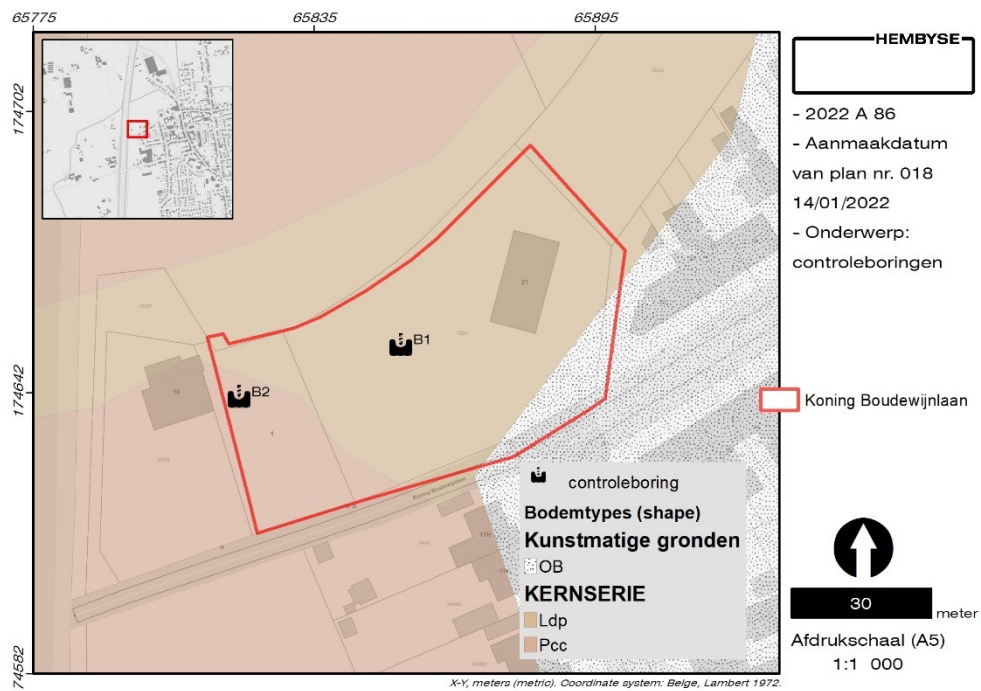 65775
65835
65895
174702
174642
74582
HEMBYSE
- 2022 A 86
- Aanmaakdatum
van plan nr. 018
14/01/2022
- Onderwerp:
controleboringen
Koning Boudewijnlaan
B1
B2
21
19
1
Koning Boudewijnlaan
controleboring
Bodemtypes (shape)
Kunstmatige gronden
OB
KERNSERIE
Ldp
Pcc
30
meter
Afdrukschaal (A5)
1:1 000
X-Y, meters (metric). Coordinate system: Belge, Lambert 1972.